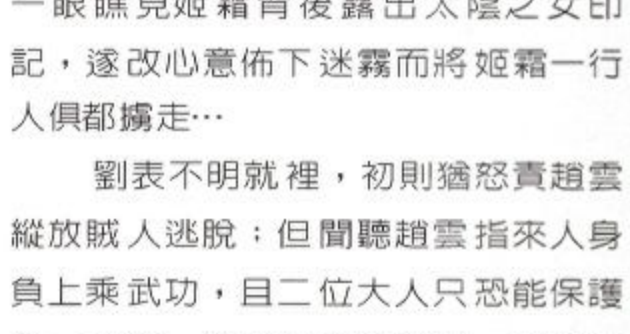 一眼瞧見姬霜背後露出太陰之女印
記，遂改心意佈下迷霧而將姬霜一行
人俱都擄走…
劉表不明就裡，初則猶怒責趙雲
縱放賊人逃脫；但聞聽趙雲指來人身
負上乘武功，且二位大人只恐能保護